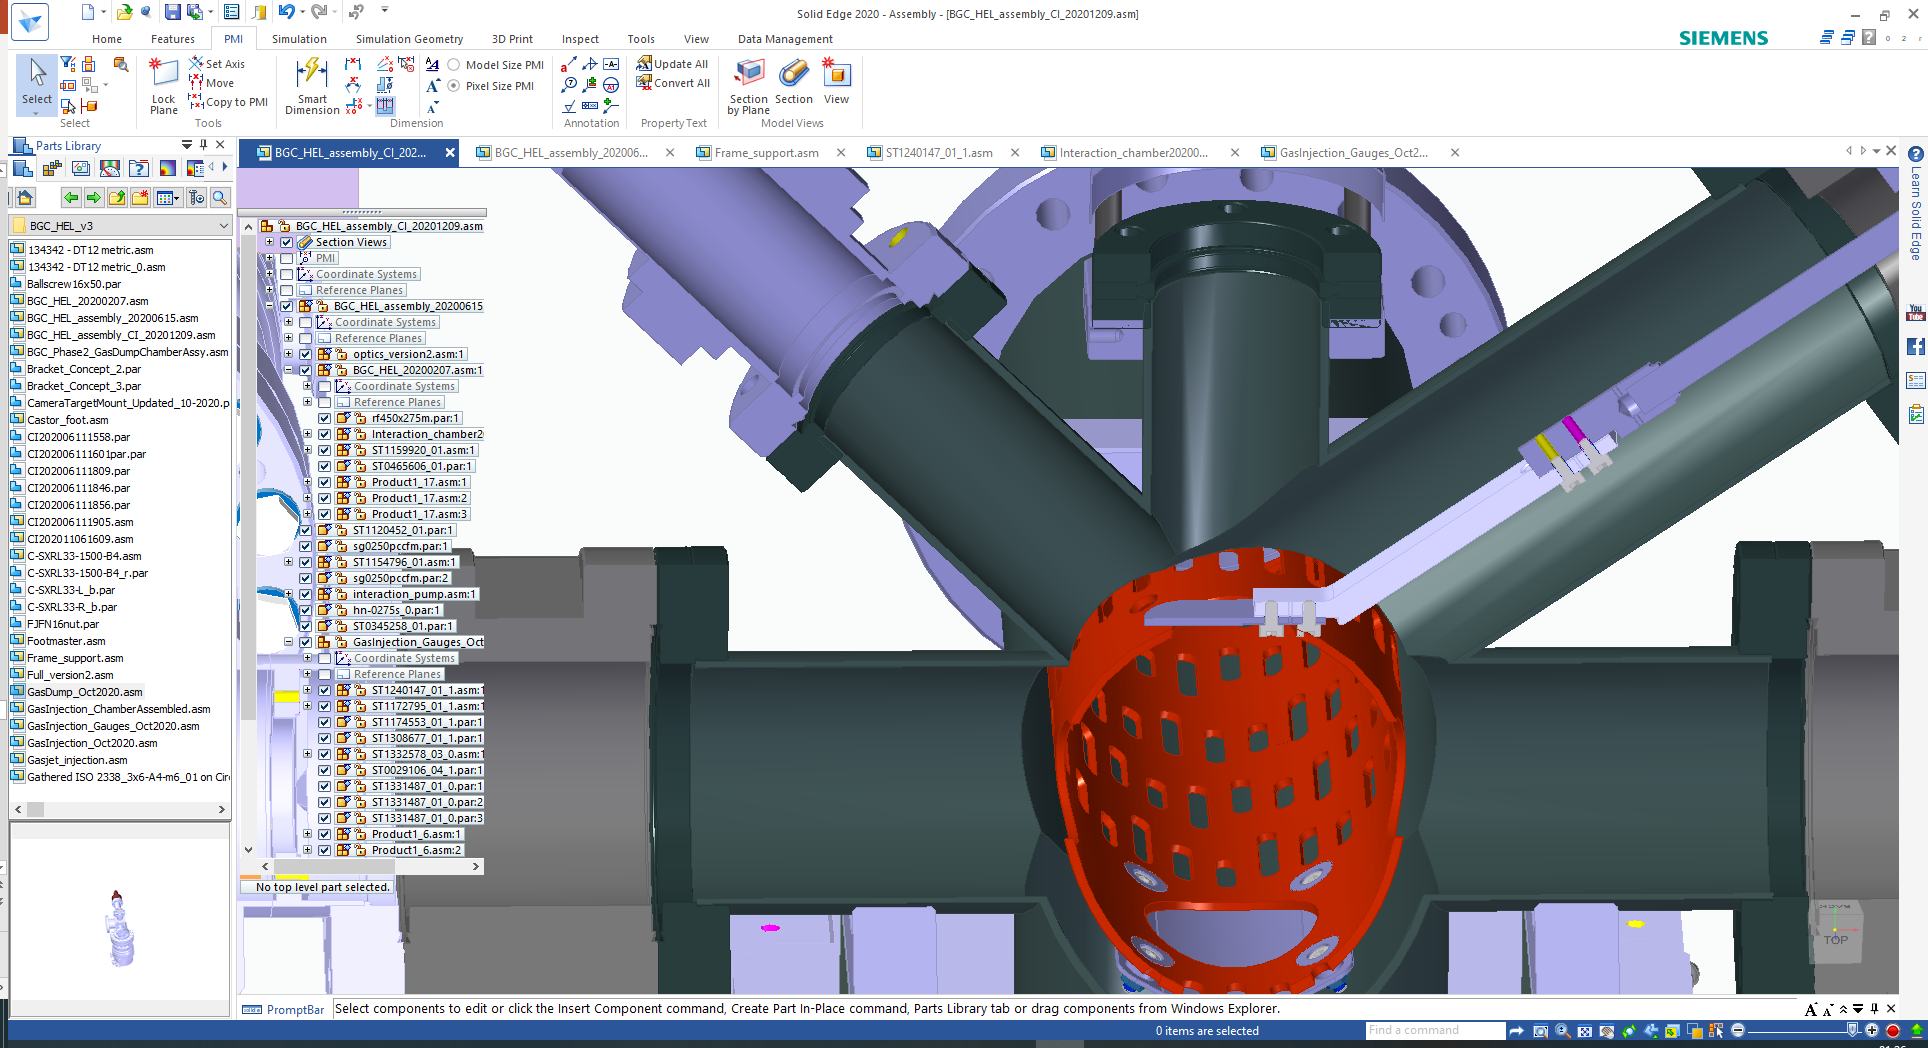 Solid Edge 2020 - Assembly - [BGC_HEL_assembly_CI_20201209.asm]
Home Features PMI Simulation Simulation Geometry 3D Print Inspect Tools View Data Management
SIEMENS
Select
Select
Lock Plane
Set Axis
Move
Copy to PMI
Tools
Smart Dimension
Model Size PMI
Pixel Size PMI
Dimension
Annotation
Update All
Convert All
Property Text
Section by Plane
Section
View
Model Views
Parts Library
BGC_HEL_assembly_CI_202...
BGC_HEL_assembly_202006...
Frame_support.asm
ST1240147_01_1.asm
Interaction_chamber20200...
GasInjection_Gauges_Oct2...
Learn Solid Edge
BGC_HEL_v3
134342 - DT12 metric.asm
134342 - DT12 metric_0.asm
Ballscrew16x50.par
BGC_HEL_20200207.asm
BGC_HEL_assembly_20200615.asm
BGC_HEL_assembly_CI_20201209.asm
BGC_Phase2_GasDumpChamberAssy.asm
Bracket_Concept_2.par
Bracket_Concept_3.par
CameraTargetMount_Updated_10-2020.p
Castor_foot.asm
CI202006111558.par
CI202006111601par.par
CI202006111809.par
CI202006111846.par
CI202006111856.par
CI202006111905.asm
CI202011061609.asm
C-SXRL33-1500-B4.asm
C-SXRL33-1500-B4_r.par
C-SXRL33-L_b.par
C-SXRL33-R_b.par
FJFN16nut.par
Footmaster.asm
Frame_support.asm
Full_version2.asm
GasDump_Oct2020.asm
GasInjection_ChamberAssembled.asm
GasInjection_Gauges_Oct2020.asm
GasInjection_Oct2020.asm
Gasjet_injection.asm
Gathered ISO 2338_3x6-A4-m6_01 on Circ
BGC_HEL_assembly_CI_20201209.asm
Section Views
PMI
Coordinate Systems
Reference Planes
BGC_HEL_assembly_20200615
Coordinate Systems
Reference Planes
optics_version2.asm:1
BGC_HEL_20200207.asm:1
Coordinate Systems
Reference Planes
rf450x275m.par:1
Interaction_chamber2
ST1159920_01.asm:1
ST0465606_01.par:1
Product1_17.asm:1
Product1_17.asm:2
Product1_17.asm:3
ST1120452_01.par:1
sg0250pccfm.par:1
ST1154796_01.asm:1
sg0250pccfm.par:2
interaction_pump.asm:1
hn-0275s_0.par:1
ST0345258_01.par:1
GasInjection_Gauges_Oct
Coordinate Systems
Reference Planes
ST1240147_01_1.asm:1
ST1172795_01_1.asm:1
ST1174553_01_1.par:1
ST1308677_01_1.par:1
ST1332578_03_0.asm:1
ST0029106_04_1.par:1
ST1331487_01_0.par:1
ST1331487_01_0.par:2
ST1331487_01_0.par:3
Product1_6.asm:1
Product1_6.asm:2
No top level part selected.
TOP
PromptBar
Select components to edit or click the Insert Component command, Create Part In-Place command, Parts Library tab or drag components from Windows Explorer.
0 items are selected
Find a command